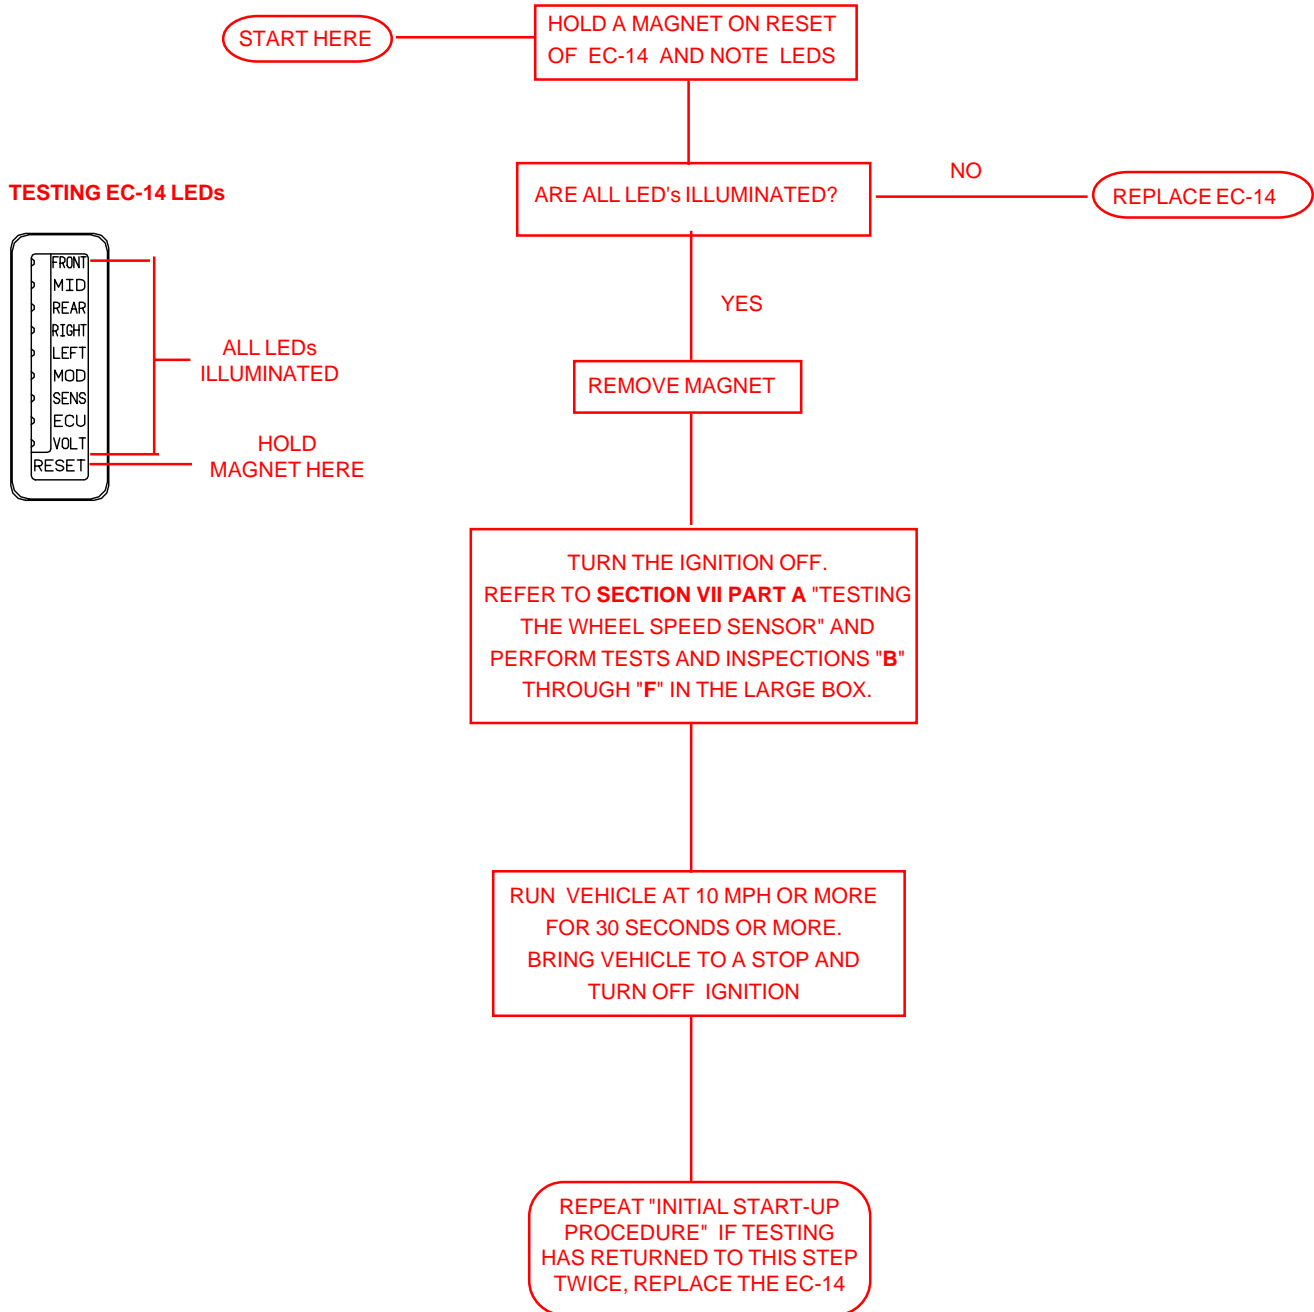 START HERE
HOLD A MAGNET ON RESET
OF EC-14 AND NOTE LEDS
ARE ALL LED's ILLUMINATED?
NO
REPLACE EC-14
TESTING EC-14 LEDs
FRONT
MID
REAR
RIGHT
LEFT
MOD
SENS
ECU
VOLT
RESET
ALL LEDs
ILLUMINATED
HOLD
MAGNET HERE
YES
REMOVE MAGNET
TURN THE IGNITION OFF.
REFER TO SECTION VII PART A "TESTING
THE WHEEL SPEED SENSOR" AND
PERFORM TESTS AND INSPECTIONS "B"
THROUGH "F" IN THE LARGE BOX.
RUN VEHICLE AT 10 MPH OR MORE
FOR 30 SECONDS OR MORE.
BRING VEHICLE TO A STOP AND
TURN OFF IGNITION
REPEAT "INITIAL START-UP
PROCEDURE" IF TESTING
HAS RETURNED TO THIS STEP
TWICE, REPLACE THE EC-14